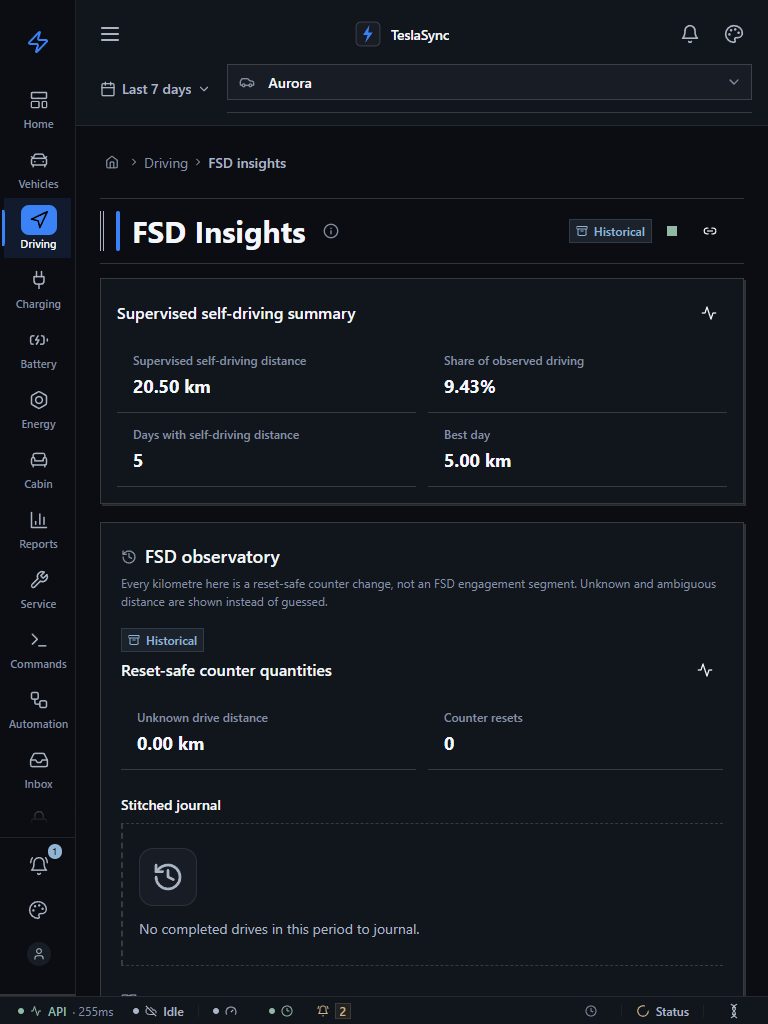 TeslaSync
Last 7 days
Aurora
Home
Vehicles
Driving
Charging
Battery
Energy
Cabin
Reports
Service
Commands
Automation
Inbox
1
Driving
FSD insights
FSD Insights
Historical
Supervised self-driving summary
Supervised self-driving distance
20.50 km
Share of observed driving
9.43%
Days with self-driving distance
5
Best day
5.00 km
FSD observatory
Every kilometre here is a reset-safe counter change, not an FSD engagement segment. Unknown and ambiguous
distance are shown instead of guessed.
Historical
Reset-safe counter quantities
Unknown drive distance
0.00 km
Counter resets
0
Stitched journal
No completed drives in this period to journal.
API · 255ms
Idle
2
Status